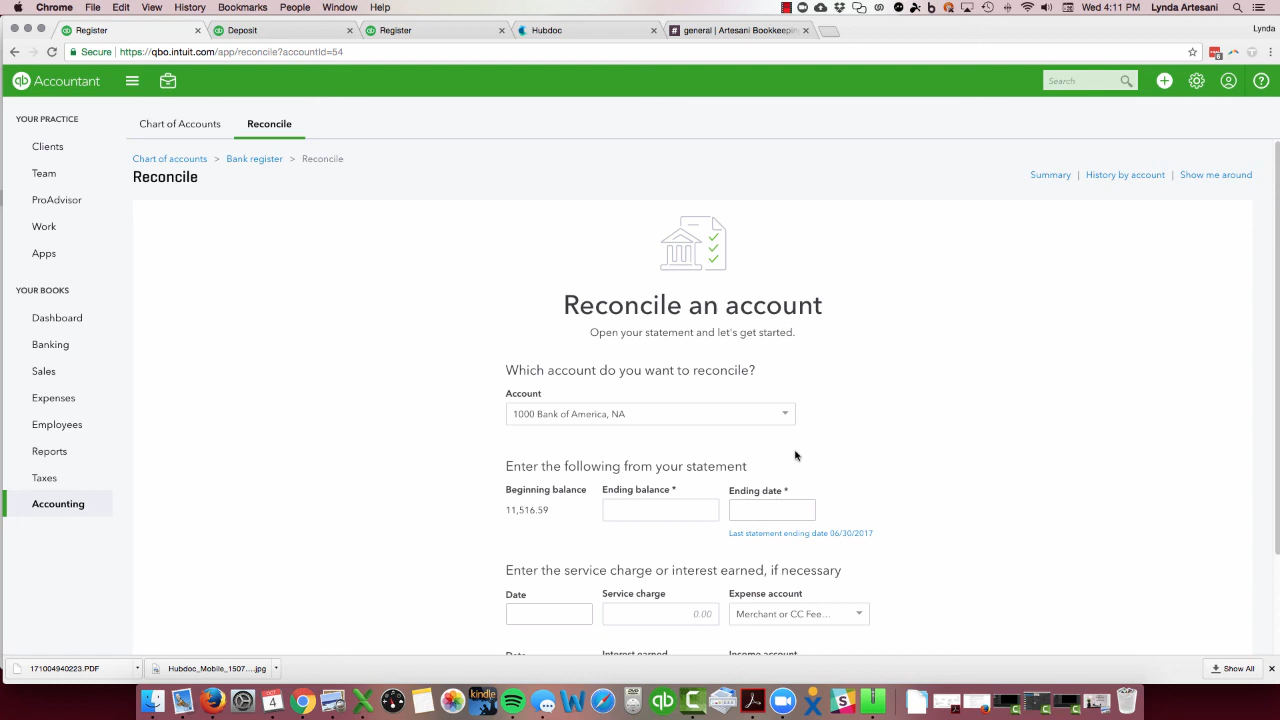 Chrome File Edit View History Bookmarks People Window Help Wed 4:11 PM Lynda Artesani
Register Deposit Register Hubdoc general | Artesani Bookkeepin Lynda
Secure https://qbo.intuit.com/app/reconcile?accountId=54
qb Accountant Search
YOUR PRACTICE
Clients
Team
ProAdvisor
Work
Apps
YOUR BOOKS
Dashboard
Banking
Sales
Expenses
Employees
Reports
Taxes
Accounting
Chart of Accounts Reconcile
Chart of accounts > Bank register > Reconcile
Reconcile
Summary | History by account | Show me around
Reconcile an account
Open your statement and let's get started.
Which account do you want to reconcile?
Account
1000 Bank of America, NA
Enter the following from your statement
Beginning balance Ending balance * Ending date *
11,516.59
Last statement ending date 06/30/2017
Enter the service charge or interest earned, if necessary
Date Service charge Expense account
0.00 Merchant or CC Fee...
Date Interest earned Income account
171004940223.PDF Hubdoc_Mobile_1507....jpg Show All
OCT
4
kindle
qb